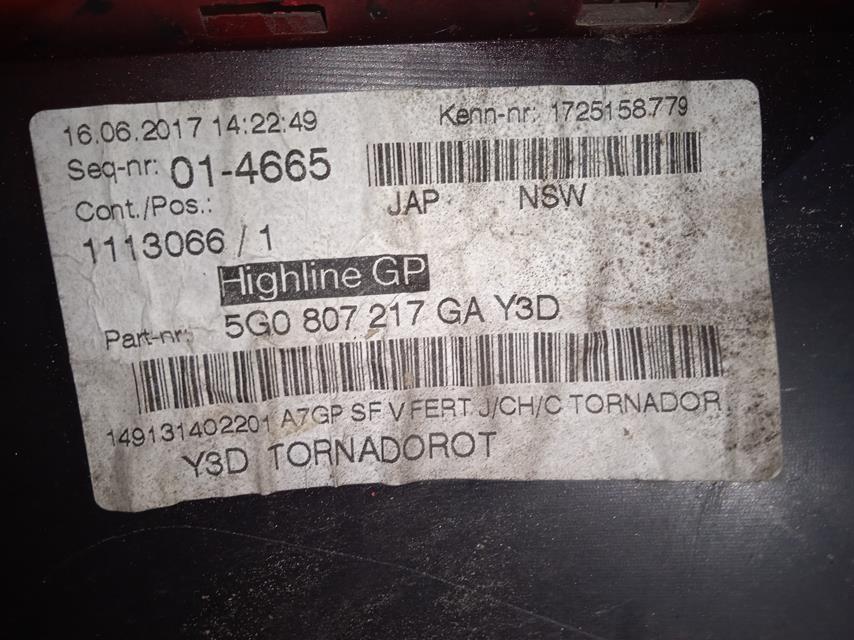 16.06.2017 14:22:49 Kenn-nr: 1725158779
Seq-nr: 01-4665
JAP NSW
Cont./Pos.:
1113066 / 1
Highline GP
Part-nr: 5G0 807 217 GA Y3D
149131402201 A7GP SF V FERT J/CH/C TORNADOR
Y3D TORNADOROT